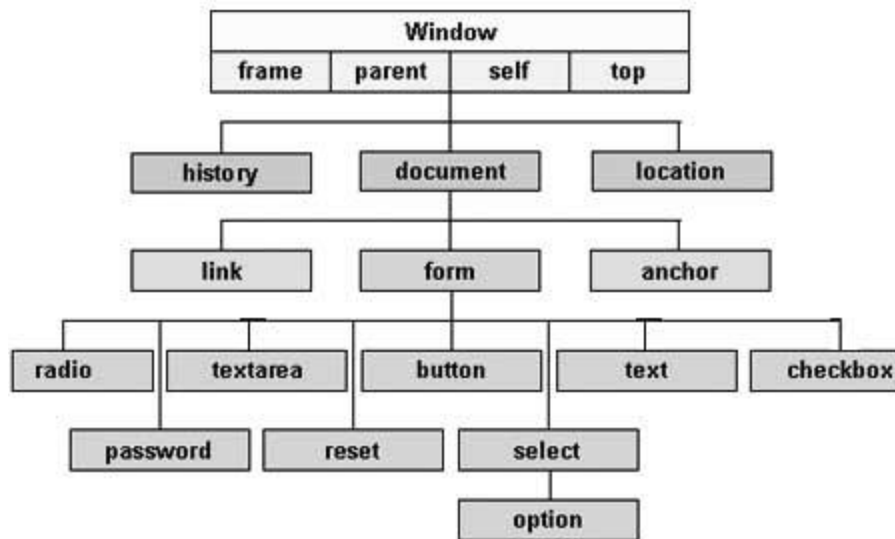 Window
frame parent self top
history document location
link form anchor
radio textarea button text checkbox
password reset select
option